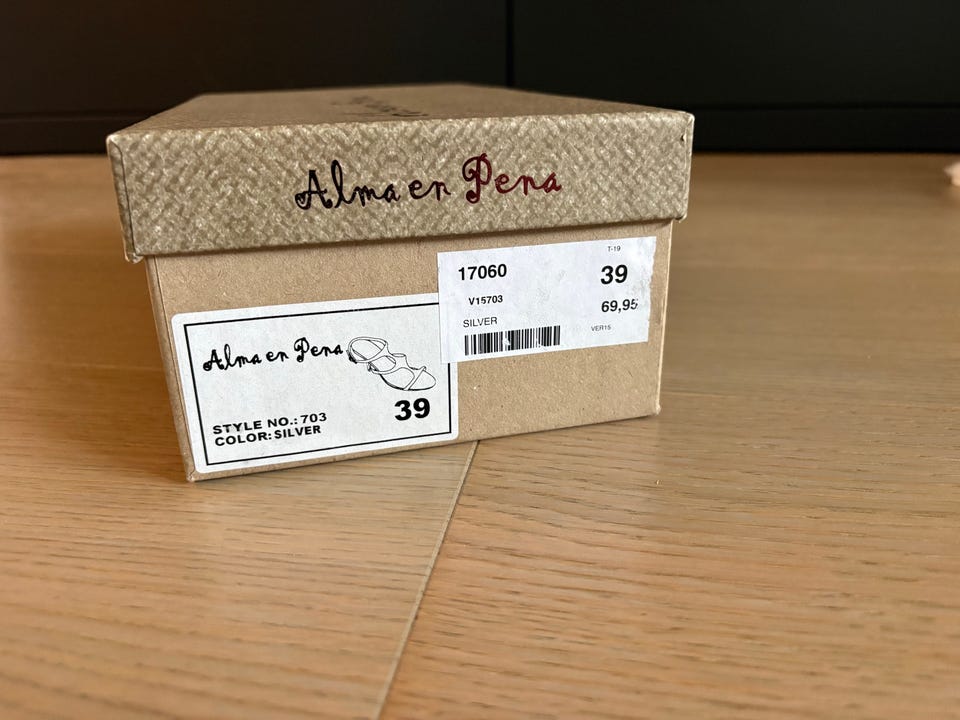 Alma en Pena
T-19
17060 39
V15703 69,95
SILVER VER15
Alma en Pena
39
STYLE NO.: 703
COLOR: SILVER